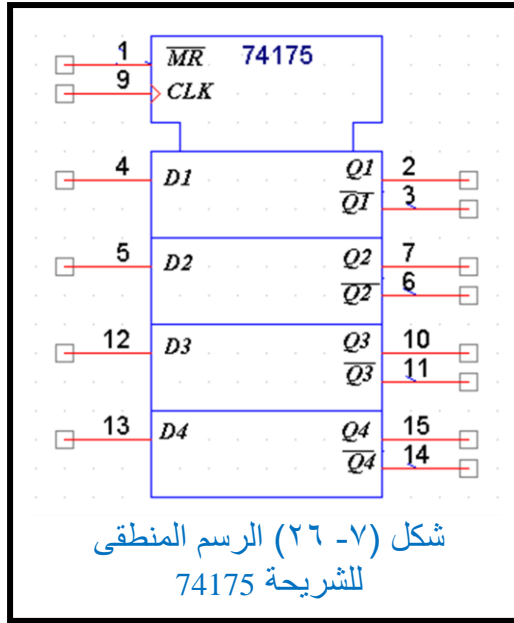 1 MR 74175
9 CLK
4 D1 Q1 2
Q1 3
5 D2 Q2 7
Q2 6
12 D3 Q3 10
Q3 11
13 D4 Q4 15
Q4 14
شكل (٧- ٢٦) الرسم المنطقى
للشريحة 74175